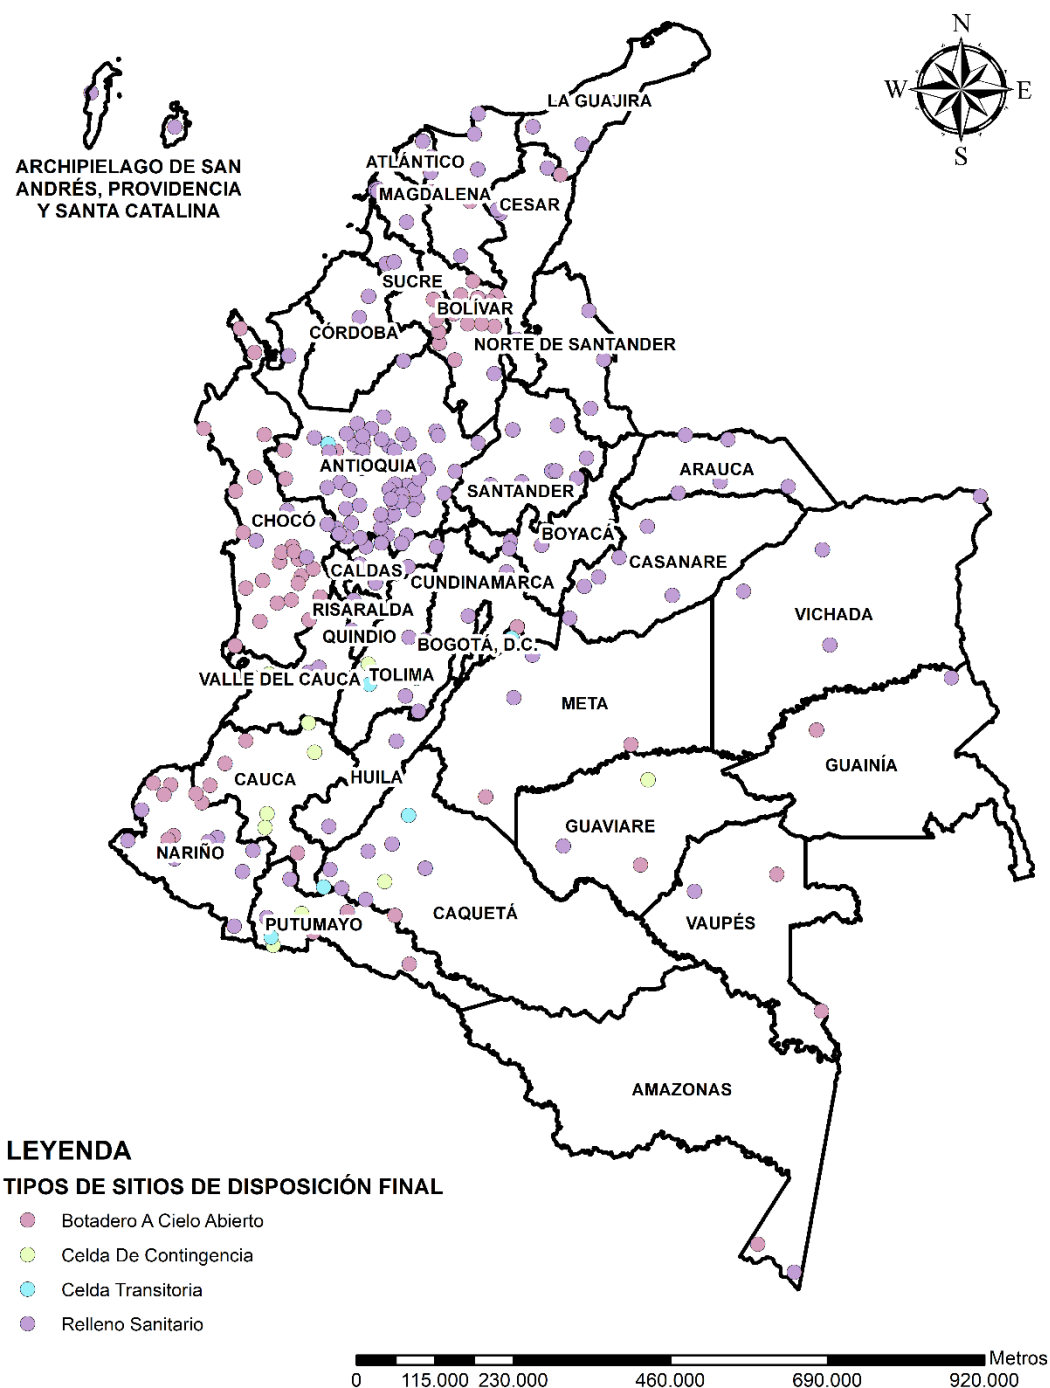 N
W
E
S
LA GUAJIRA
ATLÁNTICO
ARCHIPIELAGO DE SAN
ANDRÉS, PROVIDENCIA
Y SANTA CATALINA
MAGDALENA
CESAR
SUCRE
BOLÍVAR
CÓRDOBA
NORTE DE SANTANDER
ANTIOQUIA
ARAUCA
SANTANDER
CHOCÓ
BOYACÁ
CASANARE
CALDAS
CUNDINAMARCA
RISARALDA
VICHADA
QUINDIO
BOGOTÁ, D.C.
VALLE DEL CAUCA
TOLIMA
META
GUAINÍA
CAUCA
HUILA
GUAVIARE
NARIÑO
CAQUETÁ
VAUPÉS
PUTUMAYO
AMAZONAS
LEYENDA
TIPOS DE SITIOS DE DISPOSICIÓN FINAL
Botadero A Cielo Abierto
Celda De Contingencia
Celda Transitoria
Relleno Sanitario
Metros
0 115.000 230.000 460.000 690.000 920.000